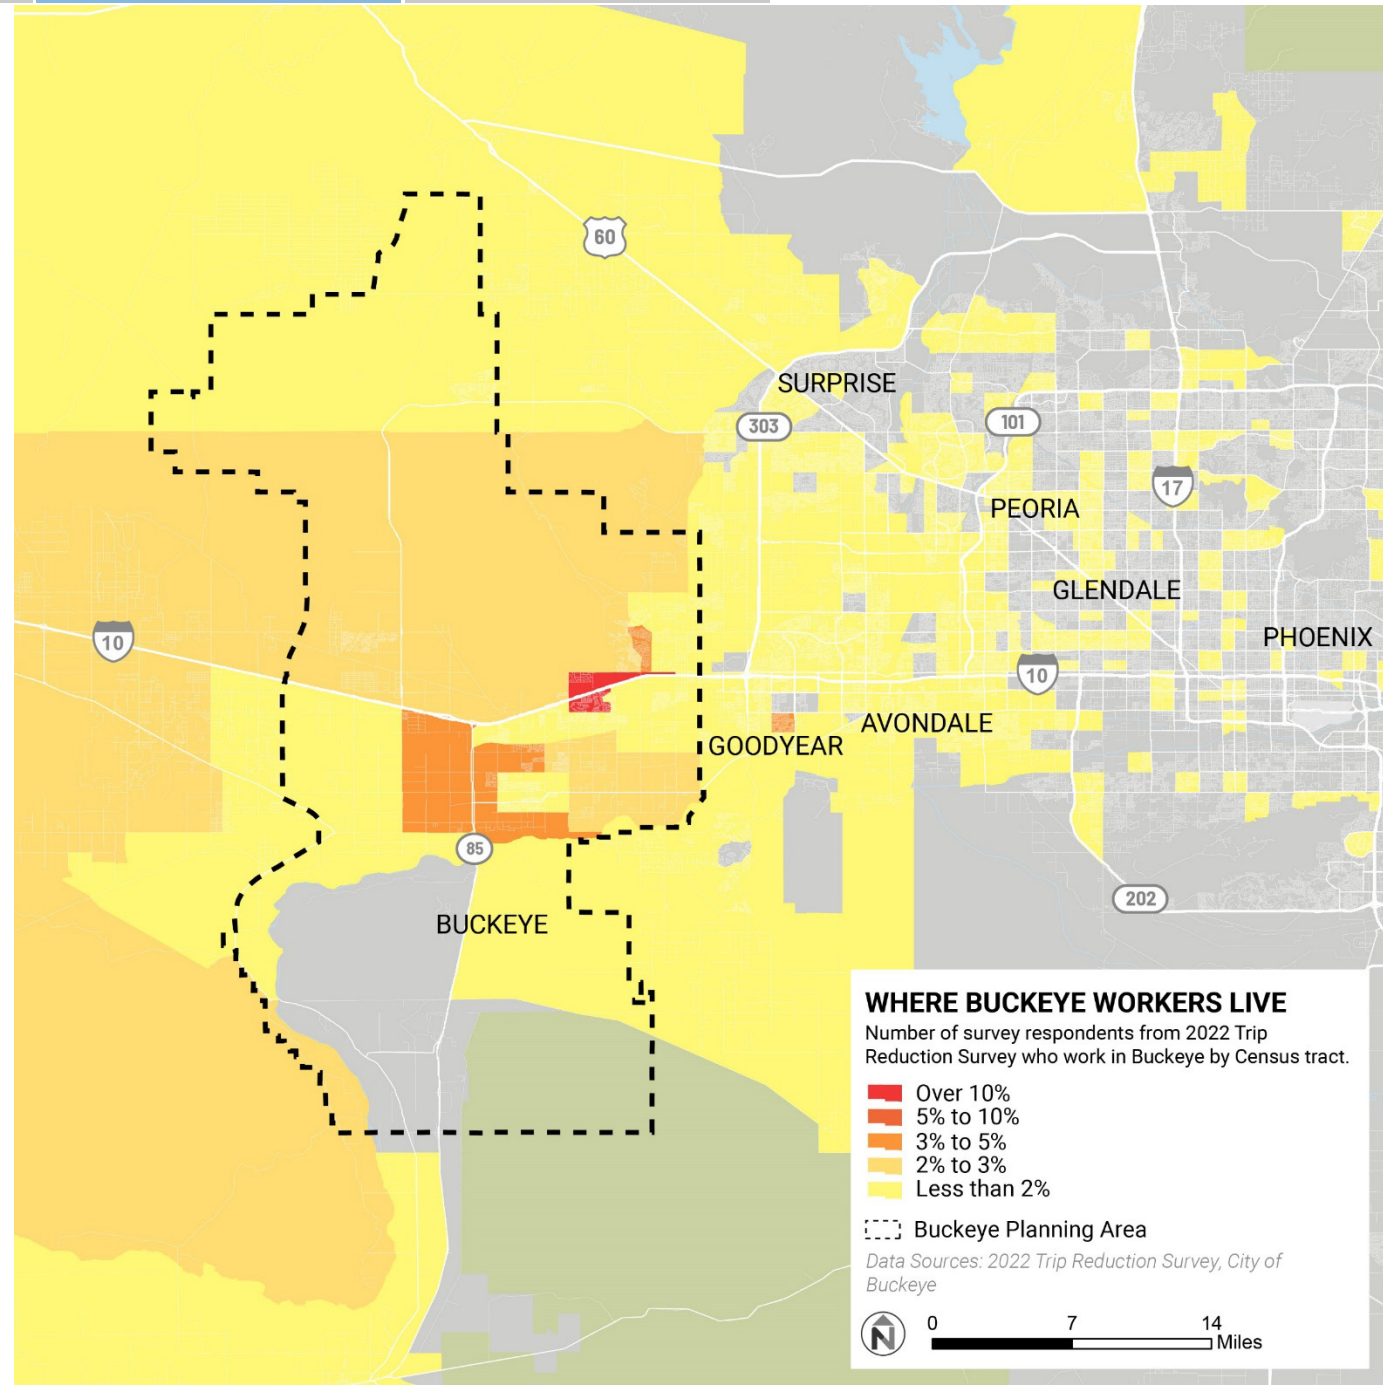 60
SURPRISE
303
101
17
PEORIA
GLENDALE
10
PHOENIX
10
AVONDALE
GOODYEAR
85
202
BUCKEYE
WHERE BUCKEYE WORKERS LIVE
Number of survey respondents from 2022 Trip
Reduction Survey who work in Buckeye by Census tract.
Over 10%
5% to 10%
3% to 5%
2% to 3%
Less than 2%
Buckeye Planning Area
Data Sources: 2022 Trip Reduction Survey, City of
Buckeye
N
0 7 14
Miles